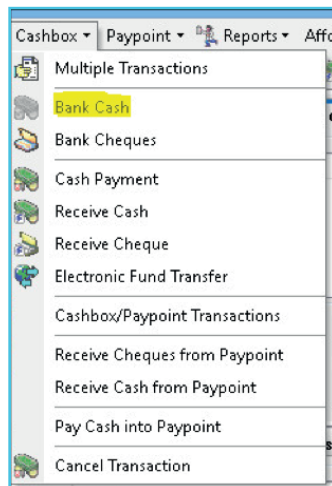 Cashbox Paypoint Reports Affo
Multiple Transactions
Bank Cash
Bank Cheques
Cash Payment
Receive Cash
Receive Cheque
Electronic Fund Transfer
Cashbox/Paypoint Transactions
Receive Cheques from Paypoint
Receive Cash from Paypoint
Pay Cash into Paypoint
Cancel Transaction